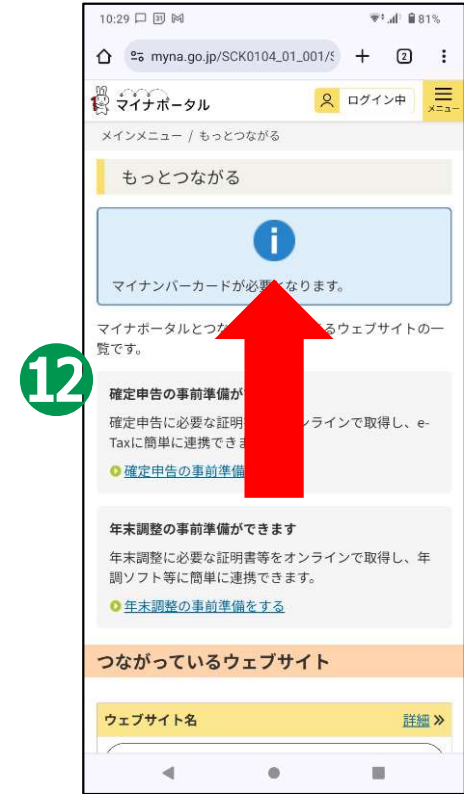 10:29 31 81%
myna.go.jp/SCK0104_01_001/S 2
マイナポータル ログイン中 メニュー
メインメニュー / もっとつながる
もっとつながる
マイナンバーカードが必要となります。
マイナポータルとつな るウェブサイトの一
覧です。
12
確定申告の事前準備が
確定申告に必要な証明 ンラインで取得し、e-
Taxに簡単に連携できま
確定申告の事前準備
年末調整の事前準備ができます
年末調整に必要な証明書等をオンラインで取得し、年
調ソフト等に簡単に連携できます。
年末調整の事前準備をする
つながっているウェブサイト
ウェブサイト名 詳細